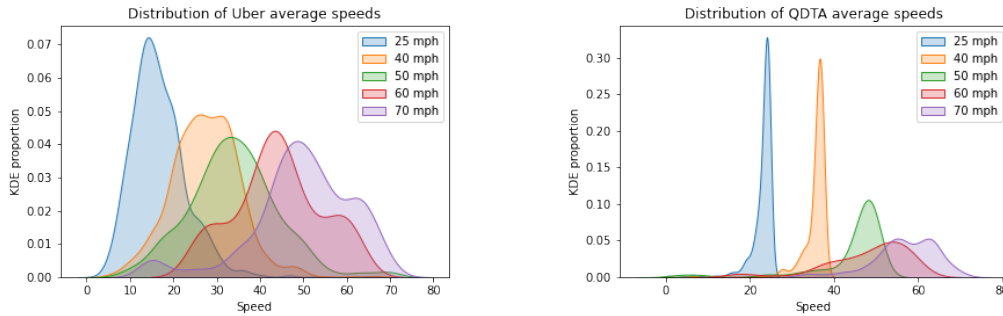 Distribution of Uber average speeds
0.07
0.06
0.05
0.04
0.03
0.02
0.01
0.00
KDE proportion
25 mph
40 mph
50 mph
60 mph
70 mph
0 10 20 30 40 50 60 70 80
Speed
Distribution of QDTA average speeds
0.30
0.25
0.20
0.15
0.10
0.05
0.00
KDE proportion
25 mph
40 mph
50 mph
60 mph
70 mph
0 20 40 60 80
Speed